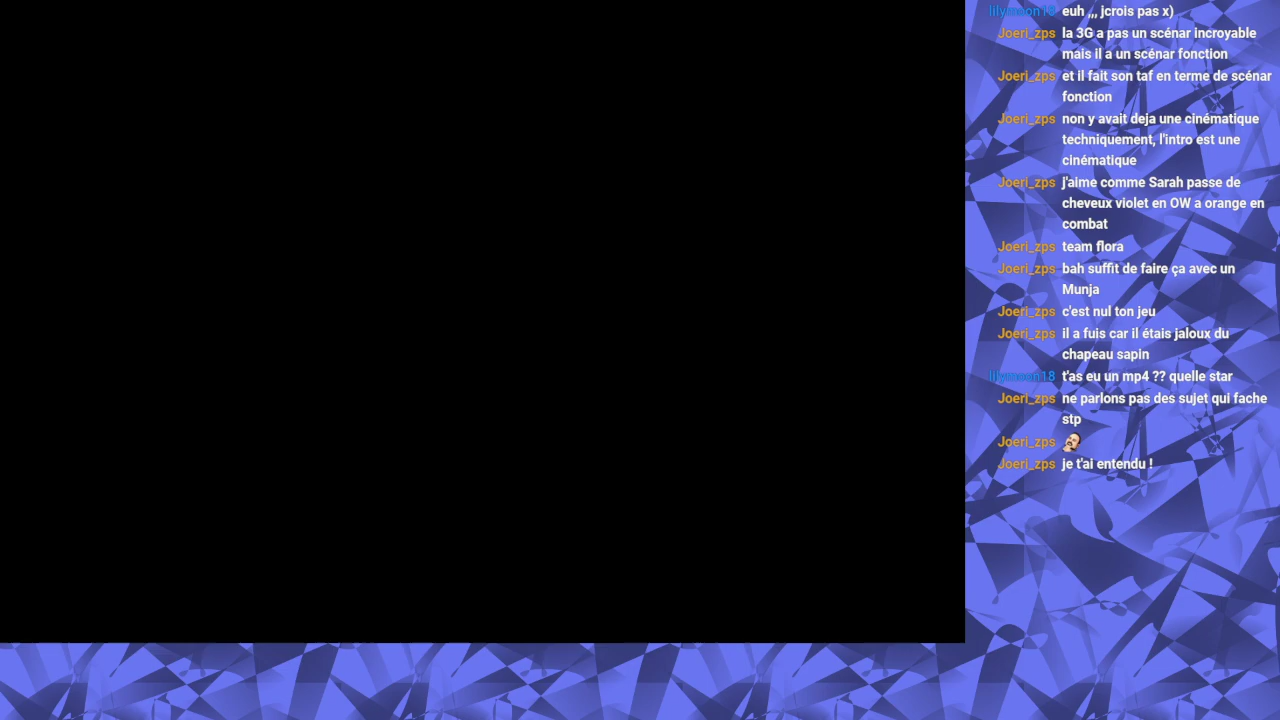 lilymoon18 euh ,,, jcrois pas x)
Joeri_zps la 3G a pas un scénar incroyable
mais il a un scénar fonction
Joeri_zps et il fait son taf en terme de scénar
fonction
Joeri_zps non y avait deja une cinématique
techniquement, l'intro est une
cinématique
Joeri_zps j'aime comme Sarah passe de
cheveux violet en OW a orange en
combat
Joeri_zps team flora
Joeri_zps bah suffit de faire ça avec un
Munja
Joeri_zps c'est nul ton jeu
Joeri_zps il a fuis car il étais jaloux du
chapeau sapin
lilymoon18 t'as eu un mp4 ?? quelle star
Joeri_zps ne parlons pas des sujet qui fache
stp
Joeri_zps
Joeri_zps je t'ai entendu !